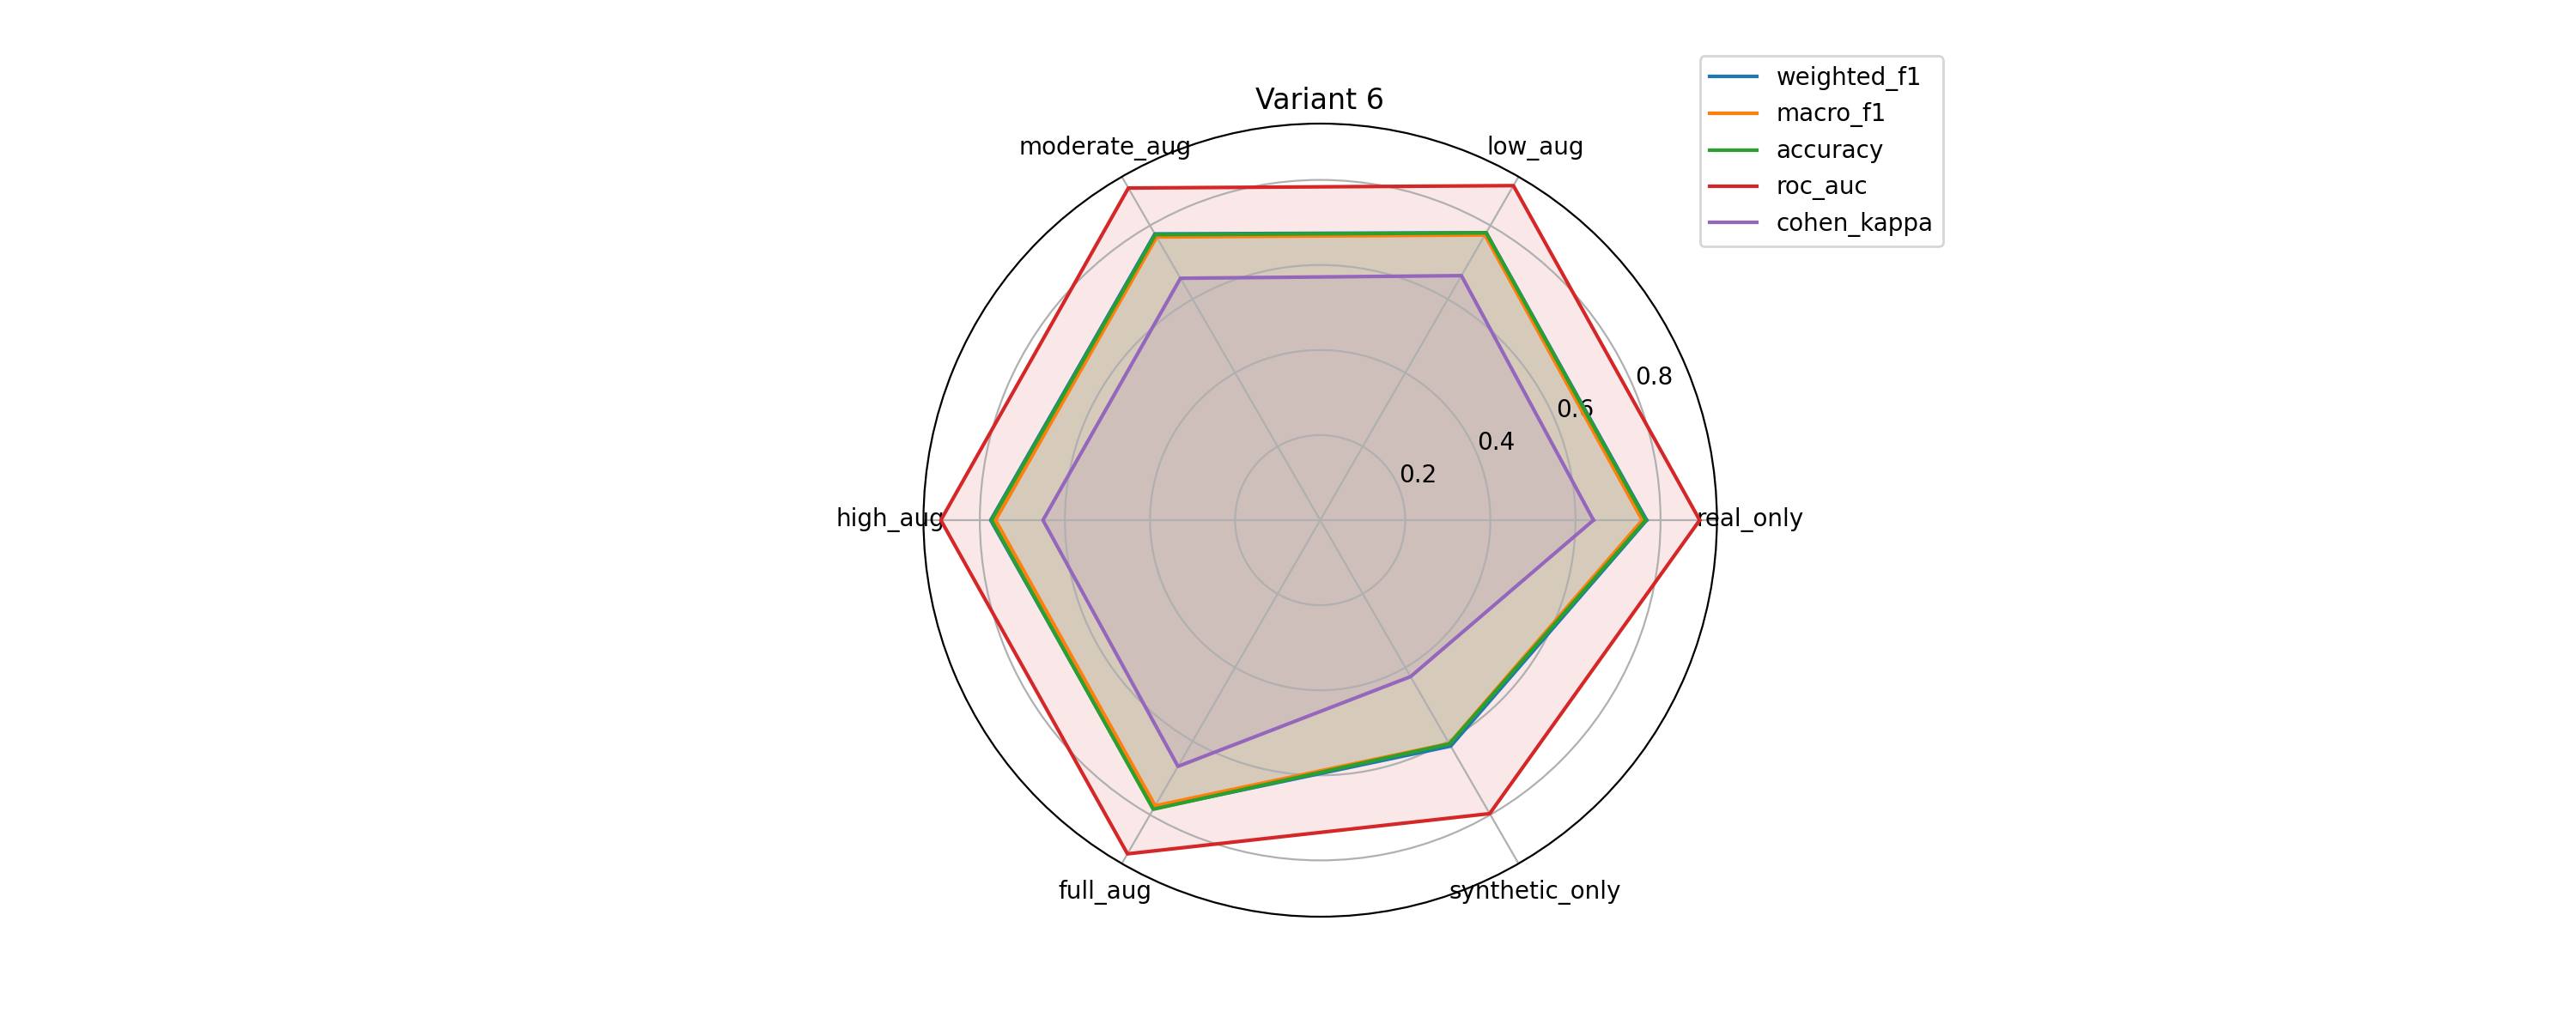 Variant 6
weighted_f1
macro_f1
accuracy
roc_auc
cohen_kappa
moderate_aug
low_aug
0.8
0.6
0.4
0.2
high_aug
real_only
full_aug
synthetic_only